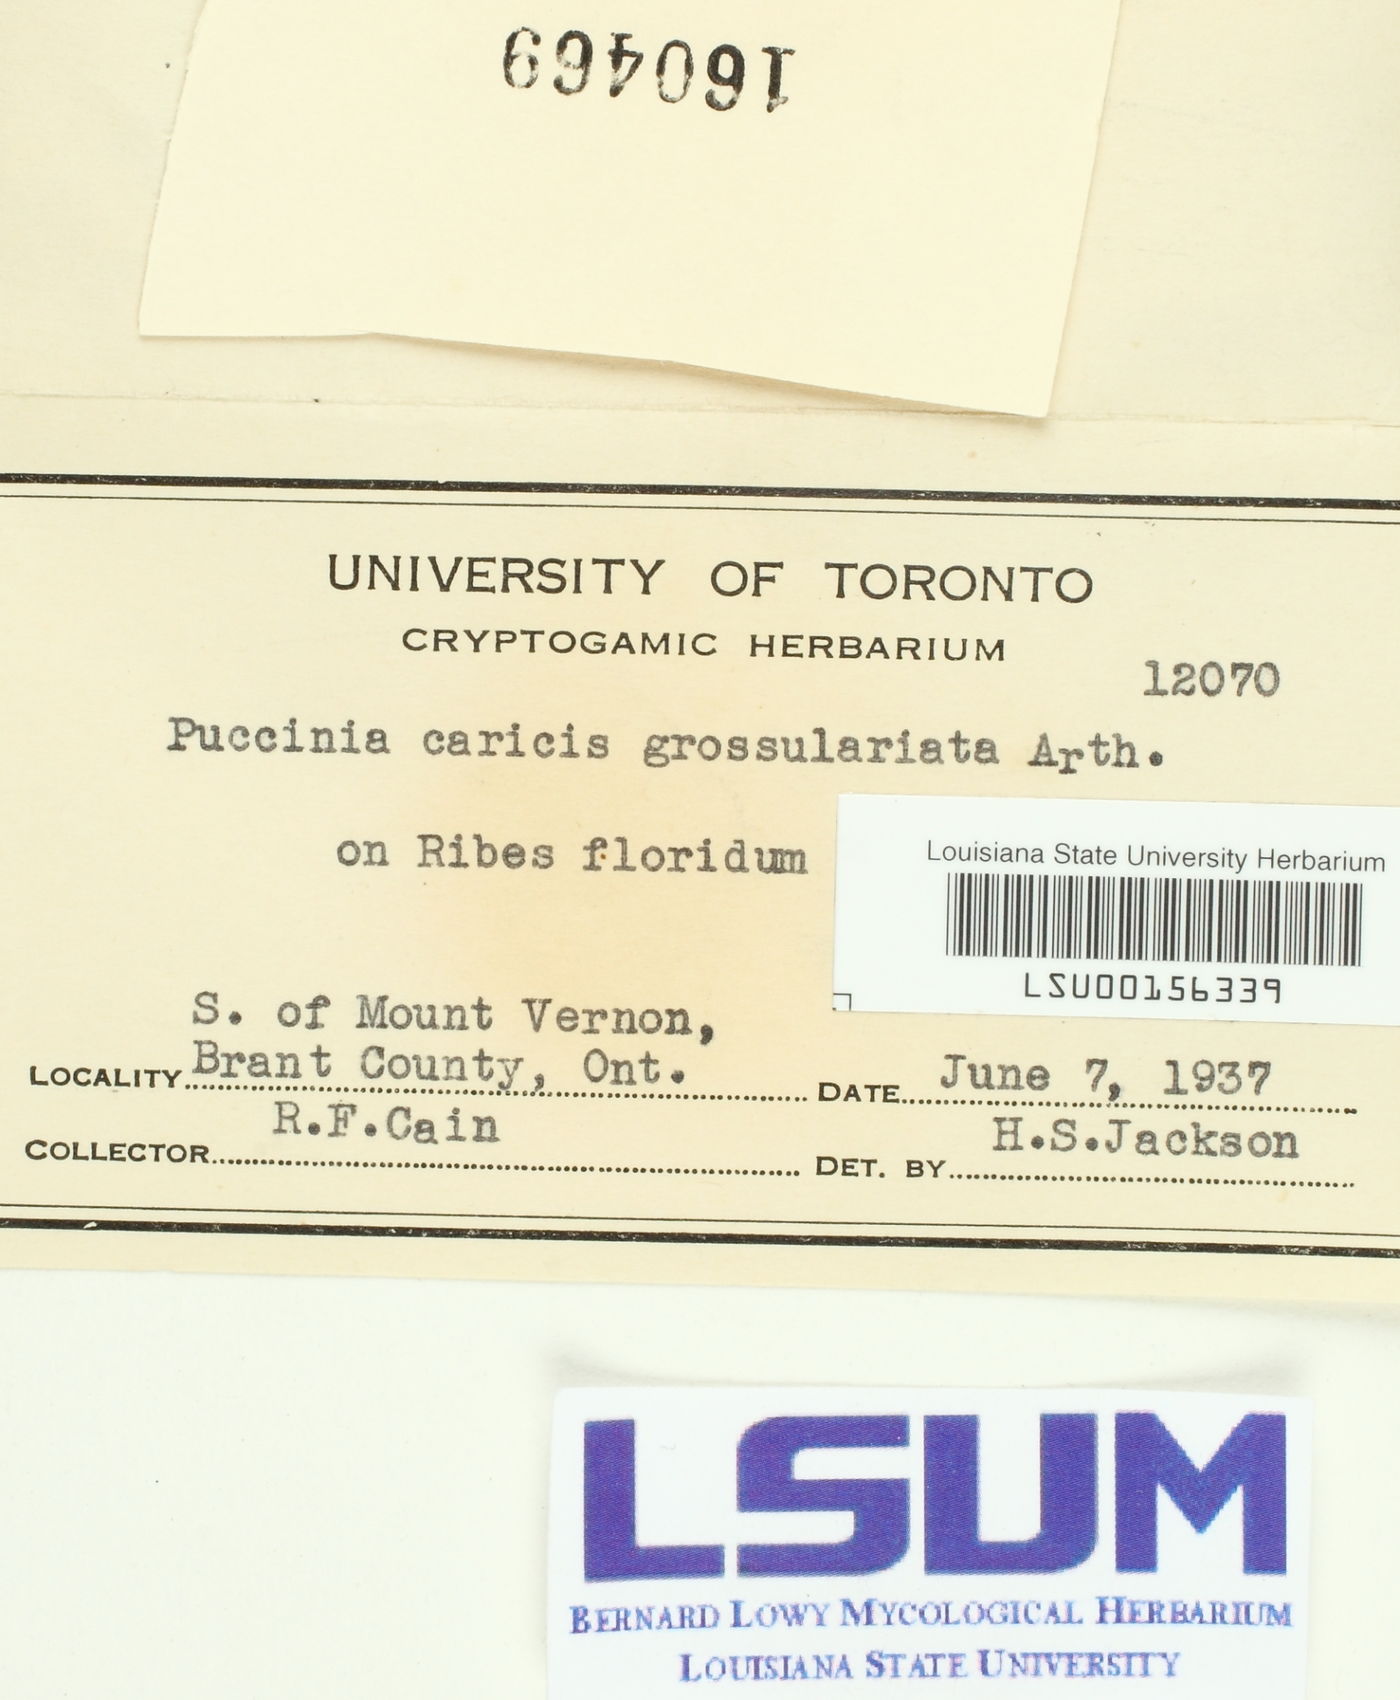 160469
UNIVERSITY OF TORONTO
CRYPTOGAMIC HERBARIUM
12070
Puccinia caricis grossulariata Arth.
on Ribes floridum
Louisiana State University Herbarium
LSU00156339
S. of Mount Vernon,
LOCALITY Brant County, Ont. DATE June 7, 1937
COLLECTOR R.F.Cain DET. BY H.S.Jackson
LSUM
BERNARD LOWY MYCOLOGICAL HERBARIUM
LOUISIANA STATE UNIVERSITY